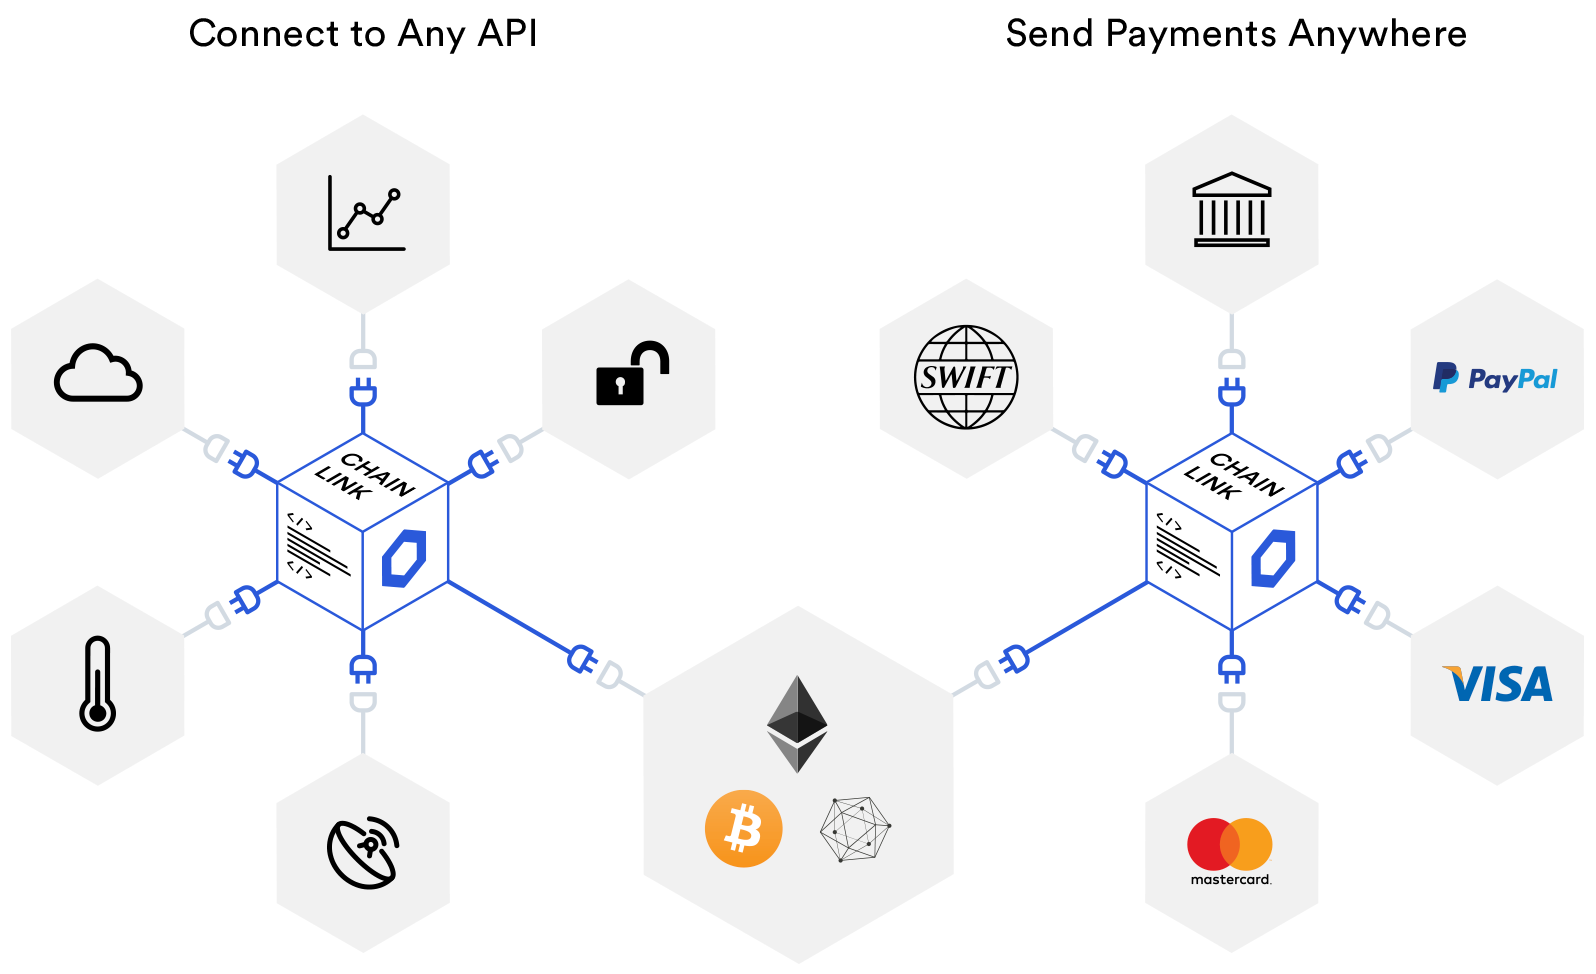 Connect to Any API
Send Payments Anywhere
SWIFT
PayPal
CHAIN
LINK
CHAIN
LINK
<I>
<I>
<I>
<I>
VISA
mastercard.